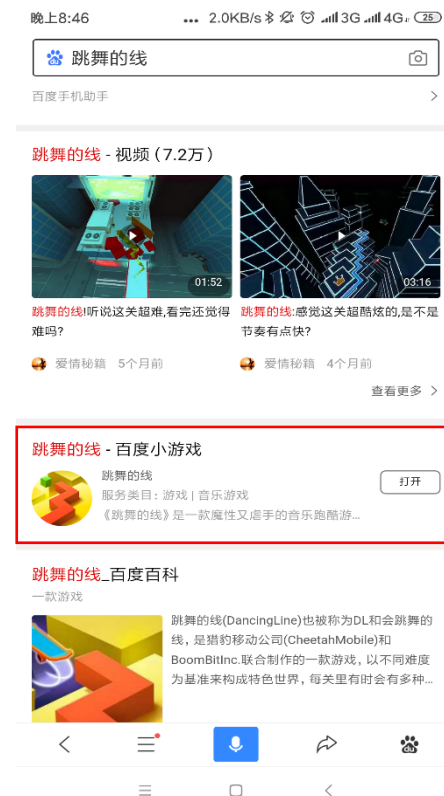 晚上8:46 ... 2.0KB/s 3G 4G 25
跳舞的线
百度手机助手
跳舞的线 - 视频 (7.2万)
01:52
03:16
跳舞的线!听说这关超难,看完还觉得难吗?
跳舞的线:感觉这关超酷炫的,是不是节奏有点快?
爱情秘籍 5个月前
爱情秘籍 4个月前
查看更多
跳舞的线 - 百度小游戏
跳舞的线
服务类目: 游戏 | 音乐游戏
《跳舞的线》是一款魔性又虐手的音乐跑酷游...
打开
跳舞的线_百度百科
一款游戏
跳舞的线(DancingLine)也被称为DL和会跳舞的
线,是猎豹移动公司(CheetahMobile)和
BoomBitInc.联合制作的一款游戏,以不同难度
为基准来构成特色世界,每关里有时会有多种...